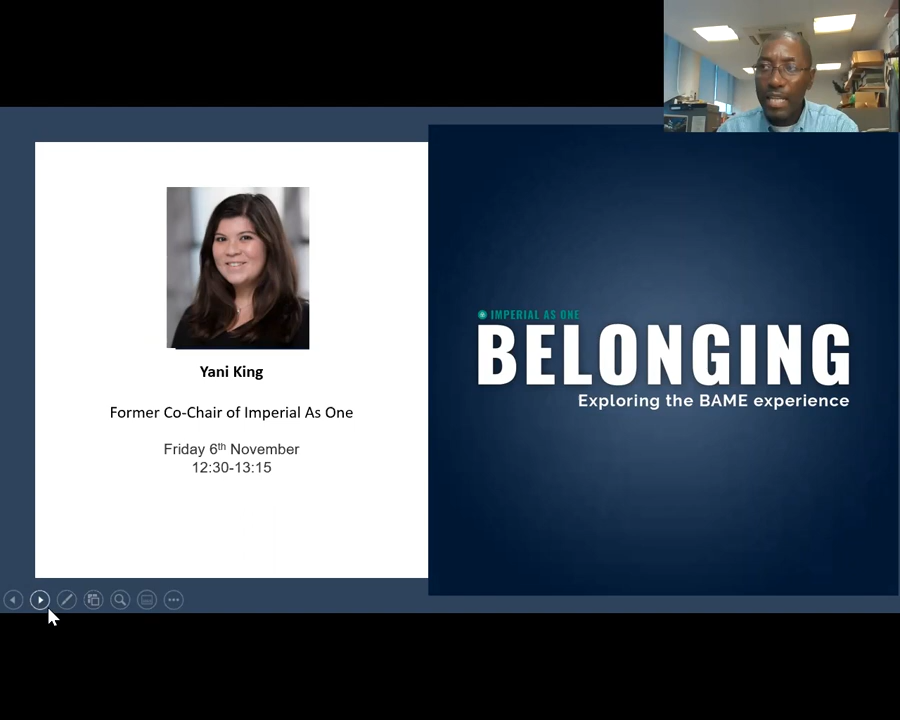 Yani King
Former Co-Chair of Imperial As One
Friday 6th November
12:30-13:15
IMPERIAL AS ONE
BELONGING
Exploring the BAME experience